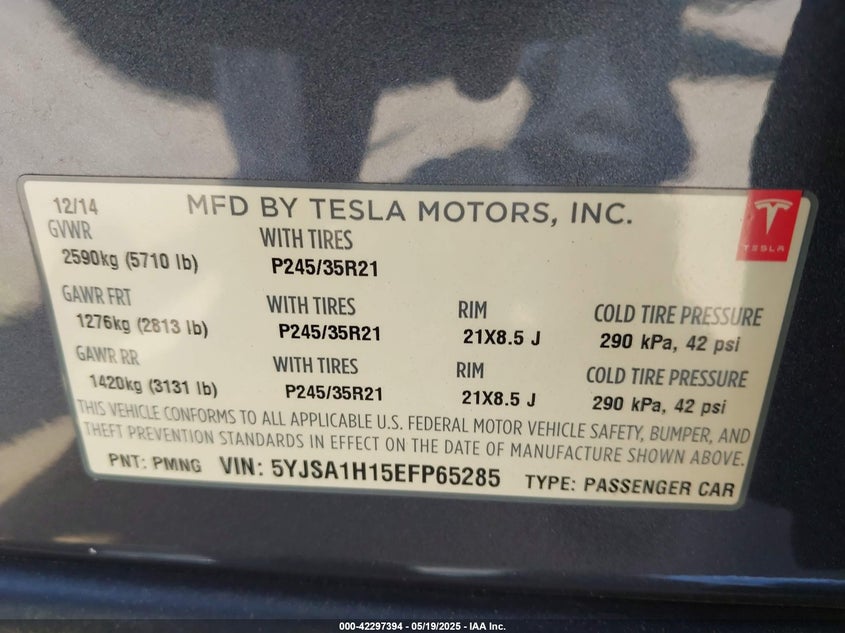 12/14 MFD BY TESLA MOTORS, INC.
TESLA
GVWR WITH TIRES
2590kg (5710 lb) P245/35R21
GAWR FRT WITH TIRES RIM COLD TIRE PRESSURE
1276kg (2813 lb) P245/35R21 21X8.5 J 290 kPa, 42 psi
GAWR RR WITH TIRES RIM COLD TIRE PRESSURE
1420kg (3131 lb) P245/35R21 21X8.5 J 290 kPa, 42 psi
THIS VEHICLE CONFORMS TO ALL APPLICABLE U.S. FEDERAL MOTOR VEHICLE SAFETY, BUMPER, AND
THEFT PREVENTION STANDARDS IN EFFECT ON THE DATE OF MANUFACTURE SHOWN ABOVE.
PNT: PMNG VIN: 5YJSA1H15EFP65285 TYPE: PASSENGER CAR
000-42297394 - 05/19/2025 - IAA Inc.